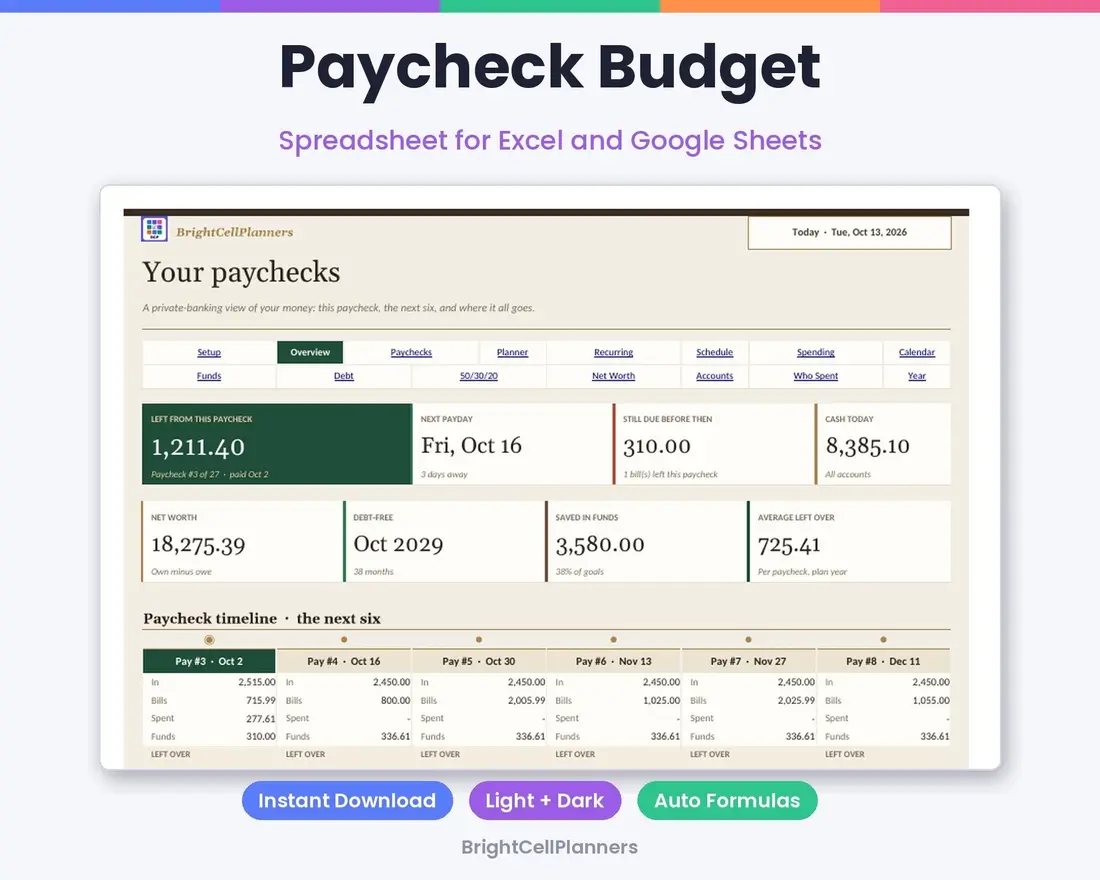 Paycheck Budget
Spreadsheet for Excel and Google Sheets
BrightCellPlanners
Today · Tue, Oct 13, 2026
Your paychecks
A private-banking view of your money: this paycheck, the next six, and where it all goes.
Setup Overview Paychecks Planner Recurring Schedule Spending Calendar
Funds Debt 50/30/20 Net Worth Accounts Who Spent Year
LEFT FROM THIS PAYCHECK NEXT PAYDAY STILL DUE BEFORE THEN CASH TODAY
1,211.40 Fri, Oct 16 310.00 8,385.10
Paycheck #3 of 27 · paid Oct 2 3 days away 1 bill(s) left this paycheck All accounts
NET WORTH DEBT-FREE SAVED IN FUNDS AVERAGE LEFT OVER
18,275.39 Oct 2029 3,580.00 725.41
Own minus owe 38 months 38% of goals Per paycheck, plan year
Paycheck timeline · the next six
Pay #3 · Oct 2 Pay #4 · Oct 16 Pay #5 · Oct 30 Pay #6 · Nov 13 Pay #7 · Nov 27 Pay #8 · Dec 11
In 2,515.00 In 2,450.00 In 2,450.00 In 2,450.00 In 2,450.00 In 2,450.00
Bills 715.99 Bills 800.00 Bills 2,005.99 Bills 1,025.00 Bills 2,025.99 Bills 1,055.00
Spent 277.61 Spent - Spent - Spent - Spent - Spent -
Funds 310.00 Funds 336.61 Funds 336.61 Funds 336.61 Funds 336.61 Funds 336.61
LEFT OVER LEFT OVER LEFT OVER LEFT OVER LEFT OVER LEFT OVER
Instant Download Light + Dark Auto Formulas
BrightCellPlanners